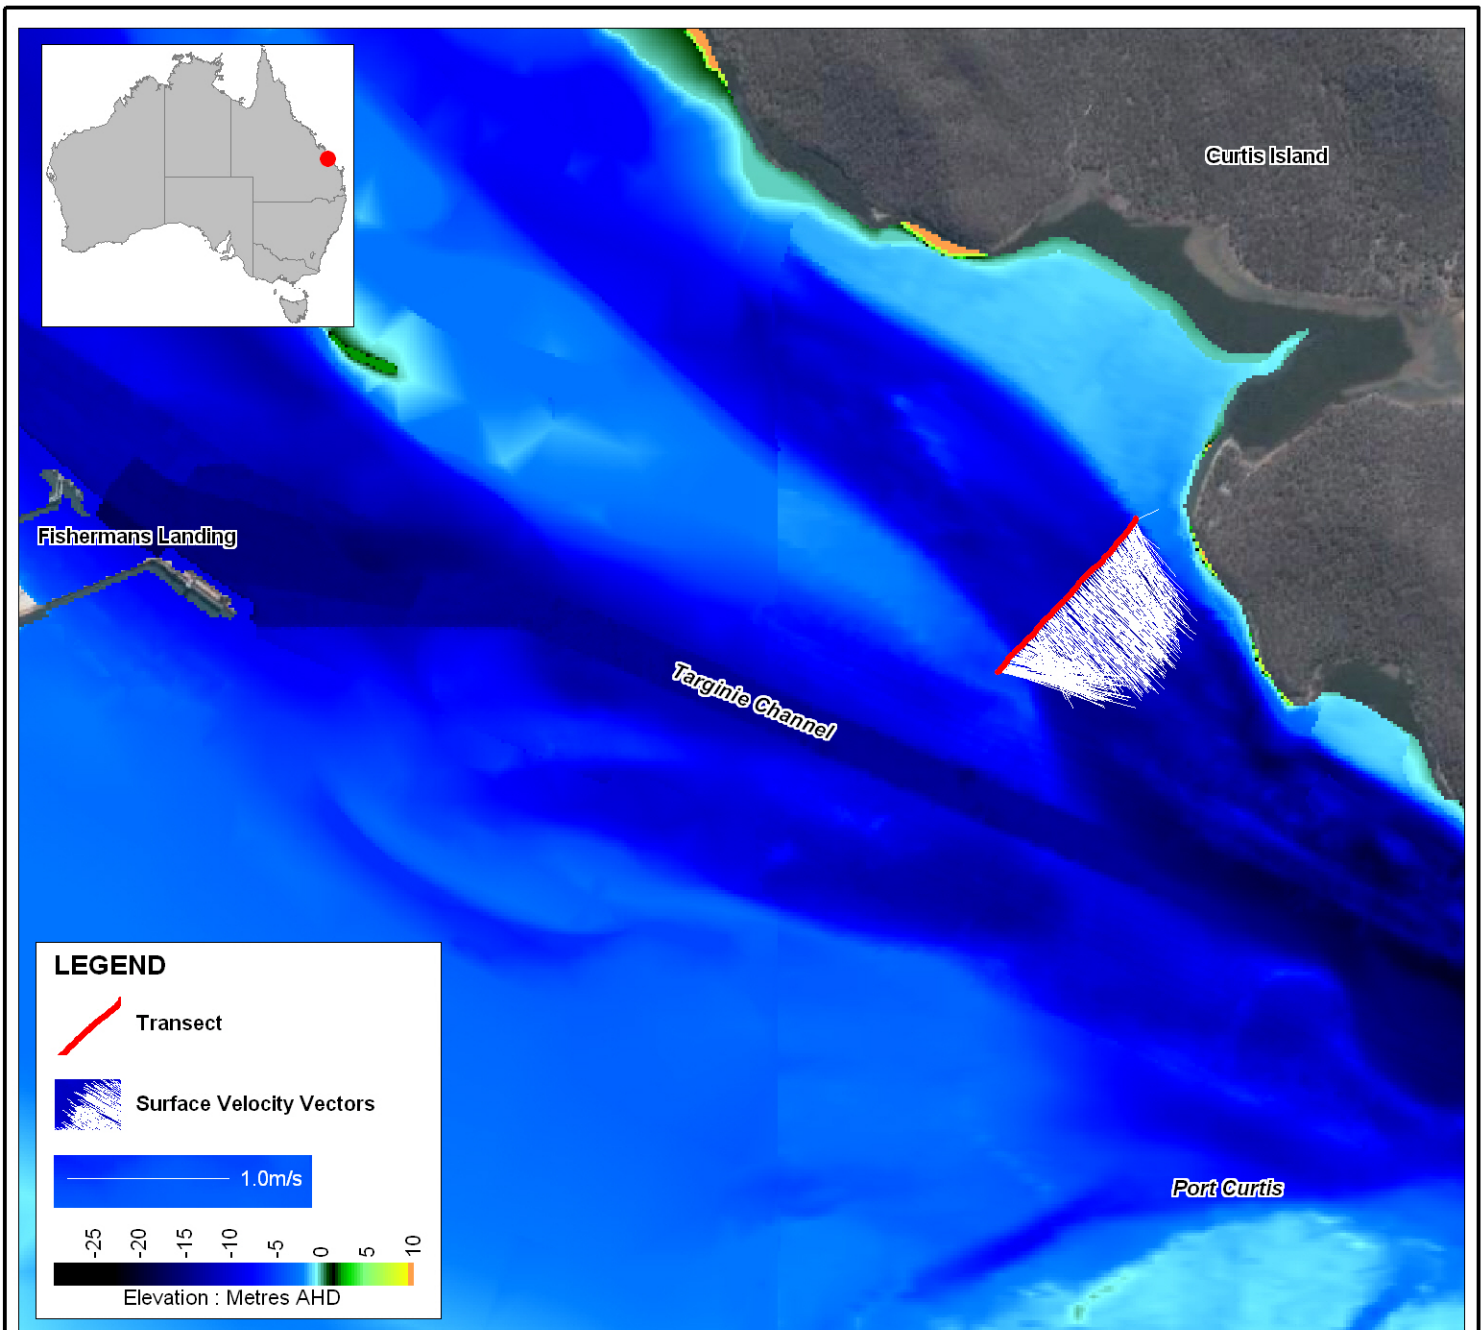 Curtis Island
Fishermans Landing
Targinie Channel
Port Curtis
LEGEND
Transect
Surface Velocity Vectors
1.0m/s
-25 -20 -15 -10 -5 0 5 10
Elevation : Metres AHD